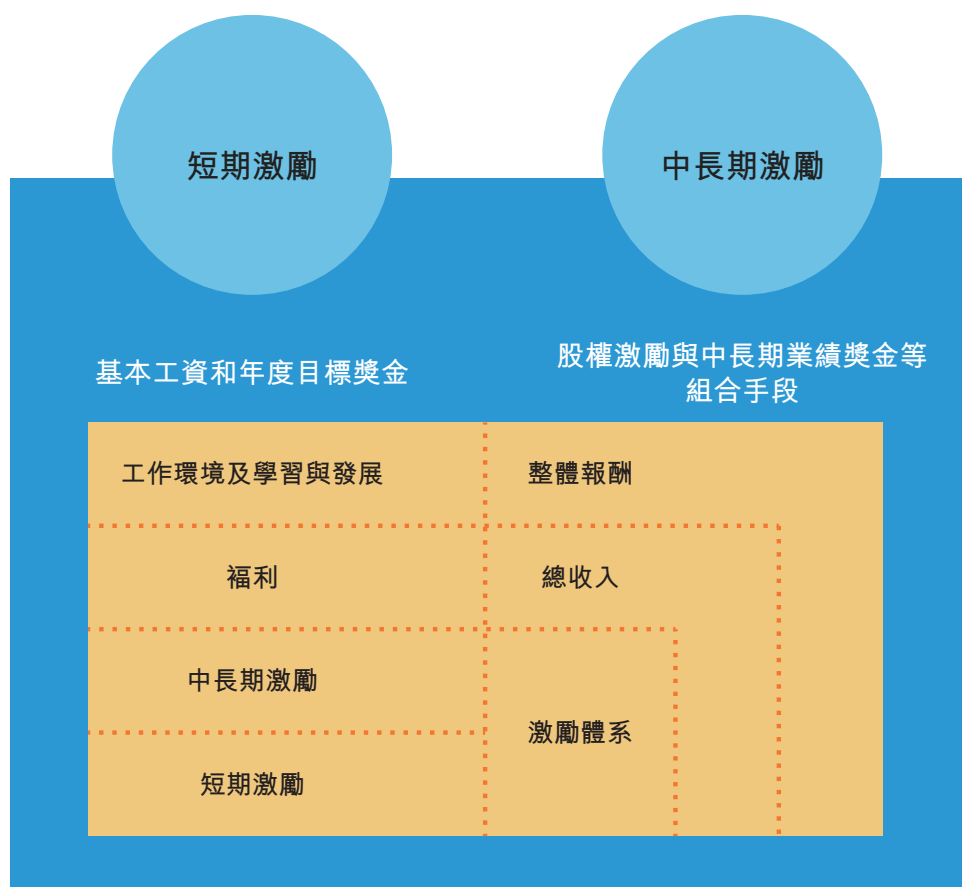 短期激勵
中長期激勵
基本工資和年度目標獎金
股權激勵與中長期業績獎金等
組合手段
工作環境及學習與發展
整體報酬
福利
總收入
中長期激勵
激勵體系
短期激勵